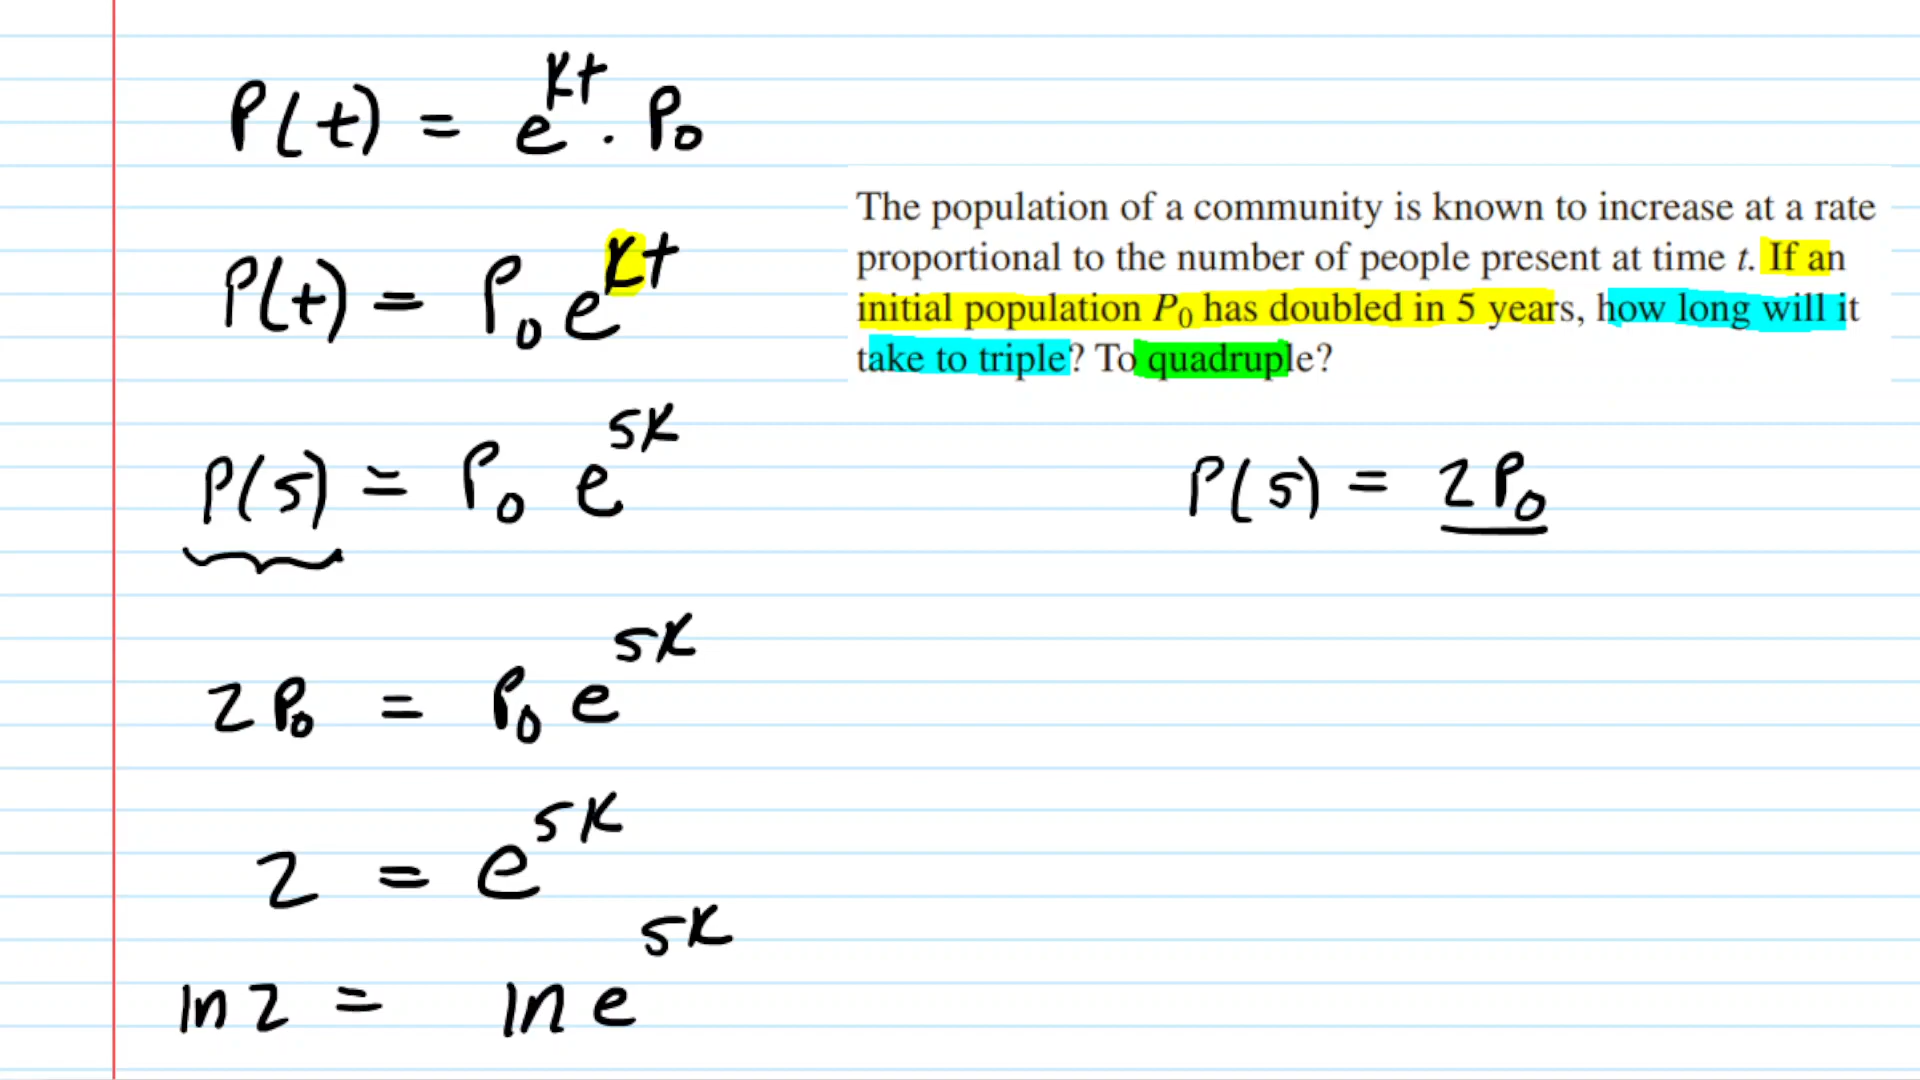 P(t) = e^{kt} · P₀
P(t) = P₀ e^{kt}
The population of a community is known to increase at a rate
proportional to the number of people present at time t. If an
initial population P₀ has doubled in 5 years, how long will it
take to triple? To quadruple?
P(5) = P₀ e^{5k}
P(5) = 2P₀
2P₀ = P₀ e^{5k}
2 = e^{5k}
ln 2 = ln e^{5k}